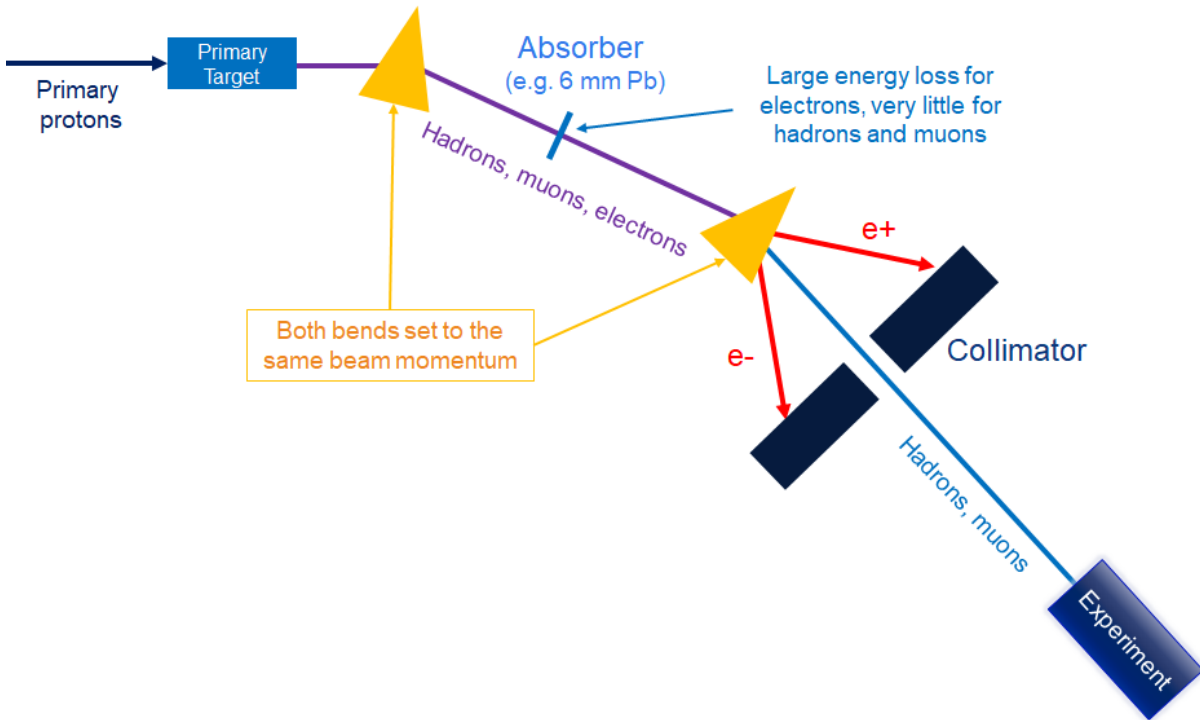 Primary
Target
Primary
protons
Absorber
(e.g. 6 mm Pb)
Large energy loss for
electrons, very little for
hadrons and muons
Hadrons, muons, electrons
e+
Both bends set to the
same beam momentum
e-
Collimator
Hadrons, muons
Experiment